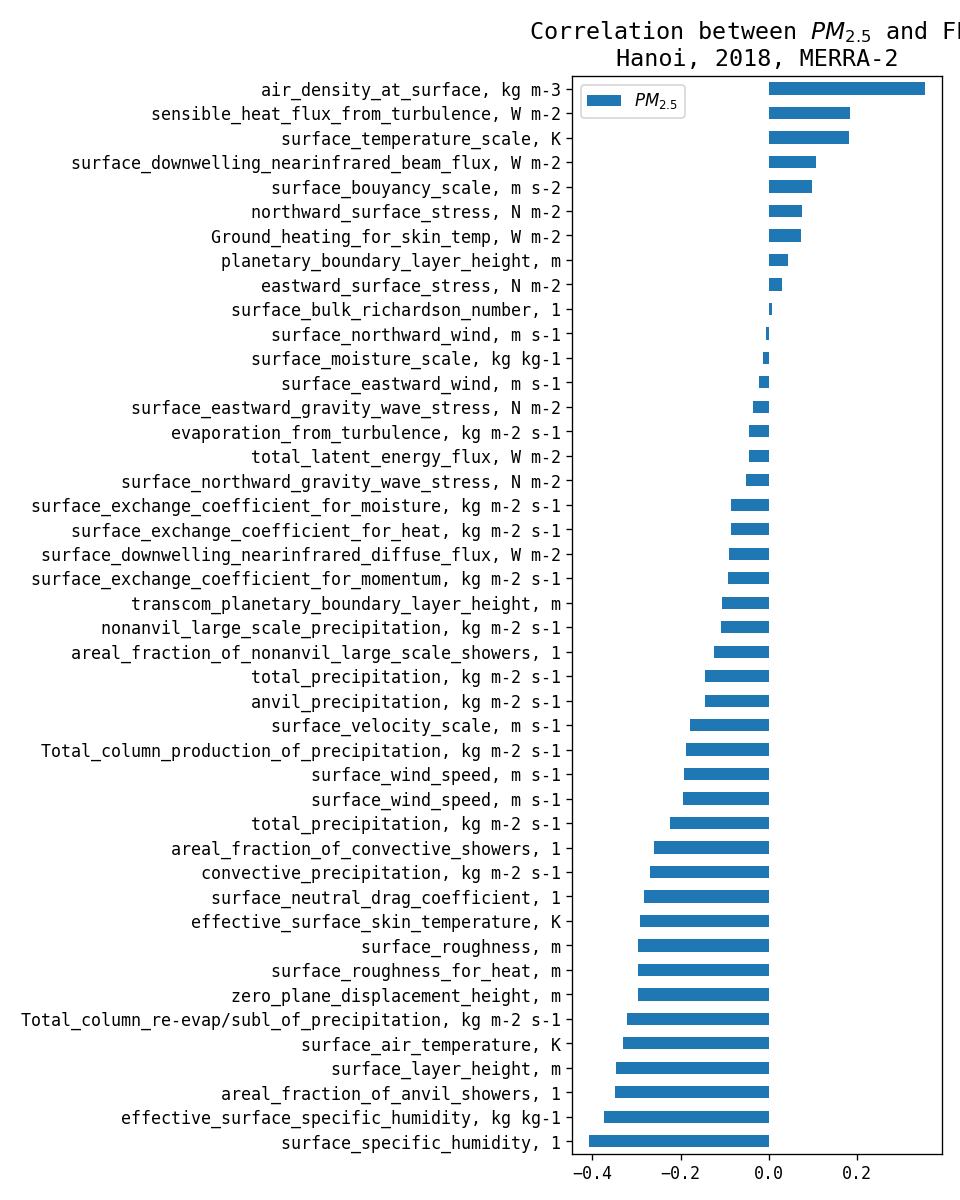 Correlation between PM2.5 and Fl
Hanoi, 2018, MERRA-2
PM2.5
air_density_at_surface, kg m-3
sensible_heat_flux_from_turbulence, W m-2
surface_temperature_scale, K
surface_downwelling_nearinfrared_beam_flux, W m-2
surface_bouyancy_scale, m s-2
northward_surface_stress, N m-2
Ground_heating_for_skin_temp, W m-2
planetary_boundary_layer_height, m
eastward_surface_stress, N m-2
surface_bulk_richardson_number, 1
surface_northward_wind, m s-1
surface_moisture_scale, kg kg-1
surface_eastward_wind, m s-1
surface_eastward_gravity_wave_stress, N m-2
evaporation_from_turbulence, kg m-2 s-1
total_latent_energy_flux, W m-2
surface_northward_gravity_wave_stress, N m-2
surface_exchange_coefficient_for_moisture, kg m-2 s-1
surface_exchange_coefficient_for_heat, kg m-2 s-1
surface_downwelling_nearinfrared_diffuse_flux, W m-2
surface_exchange_coefficient_for_momentum, kg m-2 s-1
transcom_planetary_boundary_layer_height, m
nonanvil_large_scale_precipitation, kg m-2 s-1
areal_fraction_of_nonanvil_large_scale_showers, 1
total_precipitation, kg m-2 s-1
anvil_precipitation, kg m-2 s-1
surface_velocity_scale, m s-1
Total_column_production_of_precipitation, kg m-2 s-1
surface_wind_speed, m s-1
surface_wind_speed, m s-1
total_precipitation, kg m-2 s-1
areal_fraction_of_convective_showers, 1
convective_precipitation, kg m-2 s-1
surface_neutral_drag_coefficient, 1
effective_surface_skin_temperature, K
surface_roughness, m
surface_roughness_for_heat, m
zero_plane_displacement_height, m
Total_column_re-evap/subl_of_precipitation, kg m-2 s-1
surface_air_temperature, K
surface_layer_height, m
areal_fraction_of_anvil_showers, 1
effective_surface_specific_humidity, kg kg-1
surface_specific_humidity, 1
−0.4 −0.2 0.0 0.2